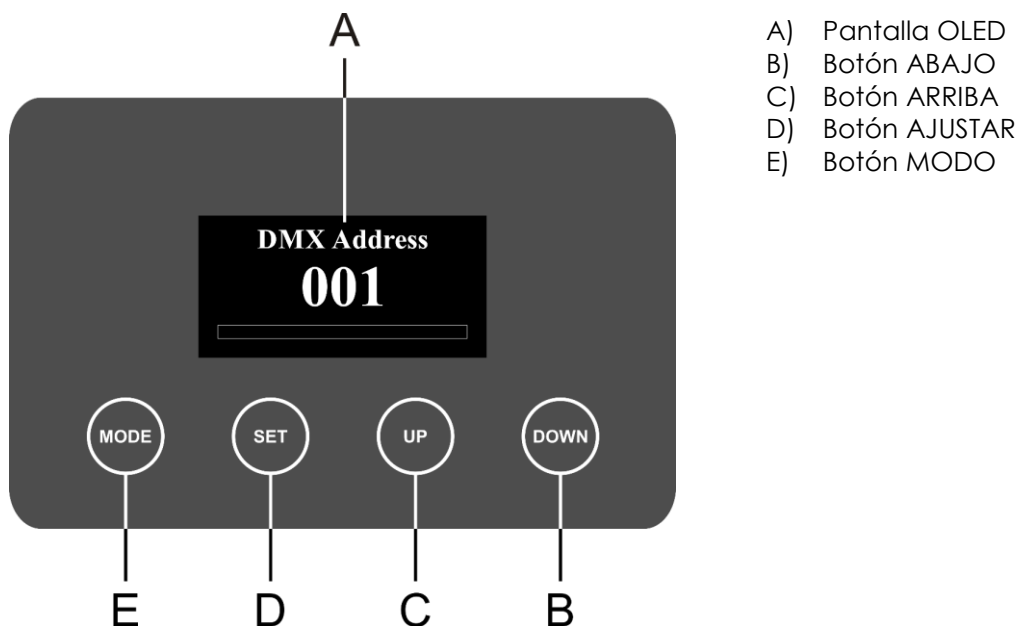 A
A) Pantalla OLED
B) Botón ABAJO
C) Botón ARRIBA
D) Botón AJUSTAR
E) Botón MODO
DMX Address
001
MODE SET UP DOWN
E D C B